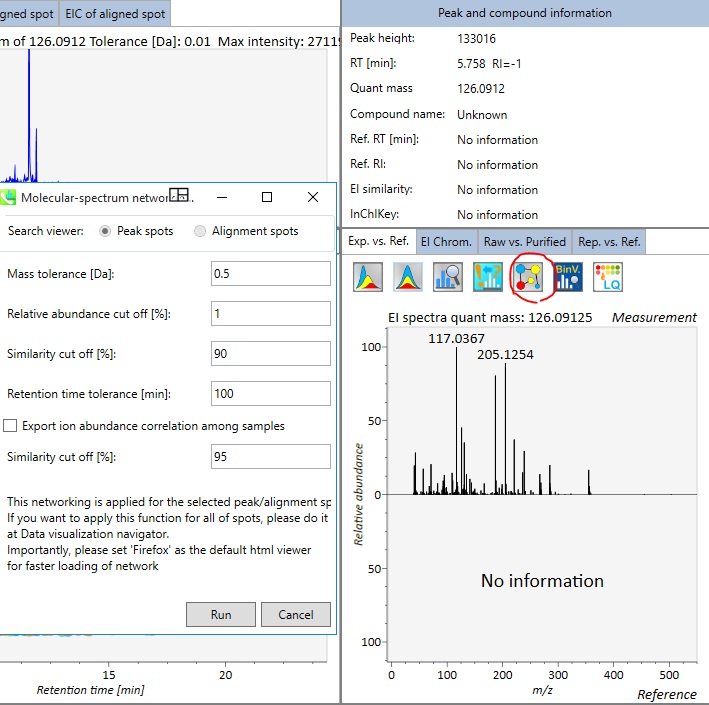 gned spot
EIC of aligned spot
m of 126.0912 Tolerance [Da]: 0.01 Max intensity: 27119
Molecular-spectrum networ
Search viewer:
Peak spots
Alignment spots
Mass tolerance [Da]:
0.5
Relative abundance cut off [%]:
1
Similarity cut off [%]:
90
Retention time tolerance [min]:
100
Export ion abundance correlation among samples
Similarity cut off [%]:
95
This networking is applied for the selected peak/alignment sp
If you want to apply this function for all of spots, please do it
at Data visualization navigator.
Importantly, please set 'Firefox' as the default html viewer
for faster loading of network
Run
Cancel
15
20
Retention time [min]
Peak and compound information
Peak height:
133016
RT [min]:
5.758 RI=-1
Quant mass
126.0912
Compound name:
Unknown
Ref. RT [min]:
No information
Ref. RI:
No information
EI similarity:
No information
InChIKey:
No information
Exp. vs. Ref.
EI Chrom.
Raw vs. Purified
Rep. vs. Ref.
BinV.
LQ
EI spectra quant mass: 126.09125
Measurement
117.0367
205.1254
100
50
0
50
100
Relative abundance
No information
0
100
200
300
400
500
m/z
Reference